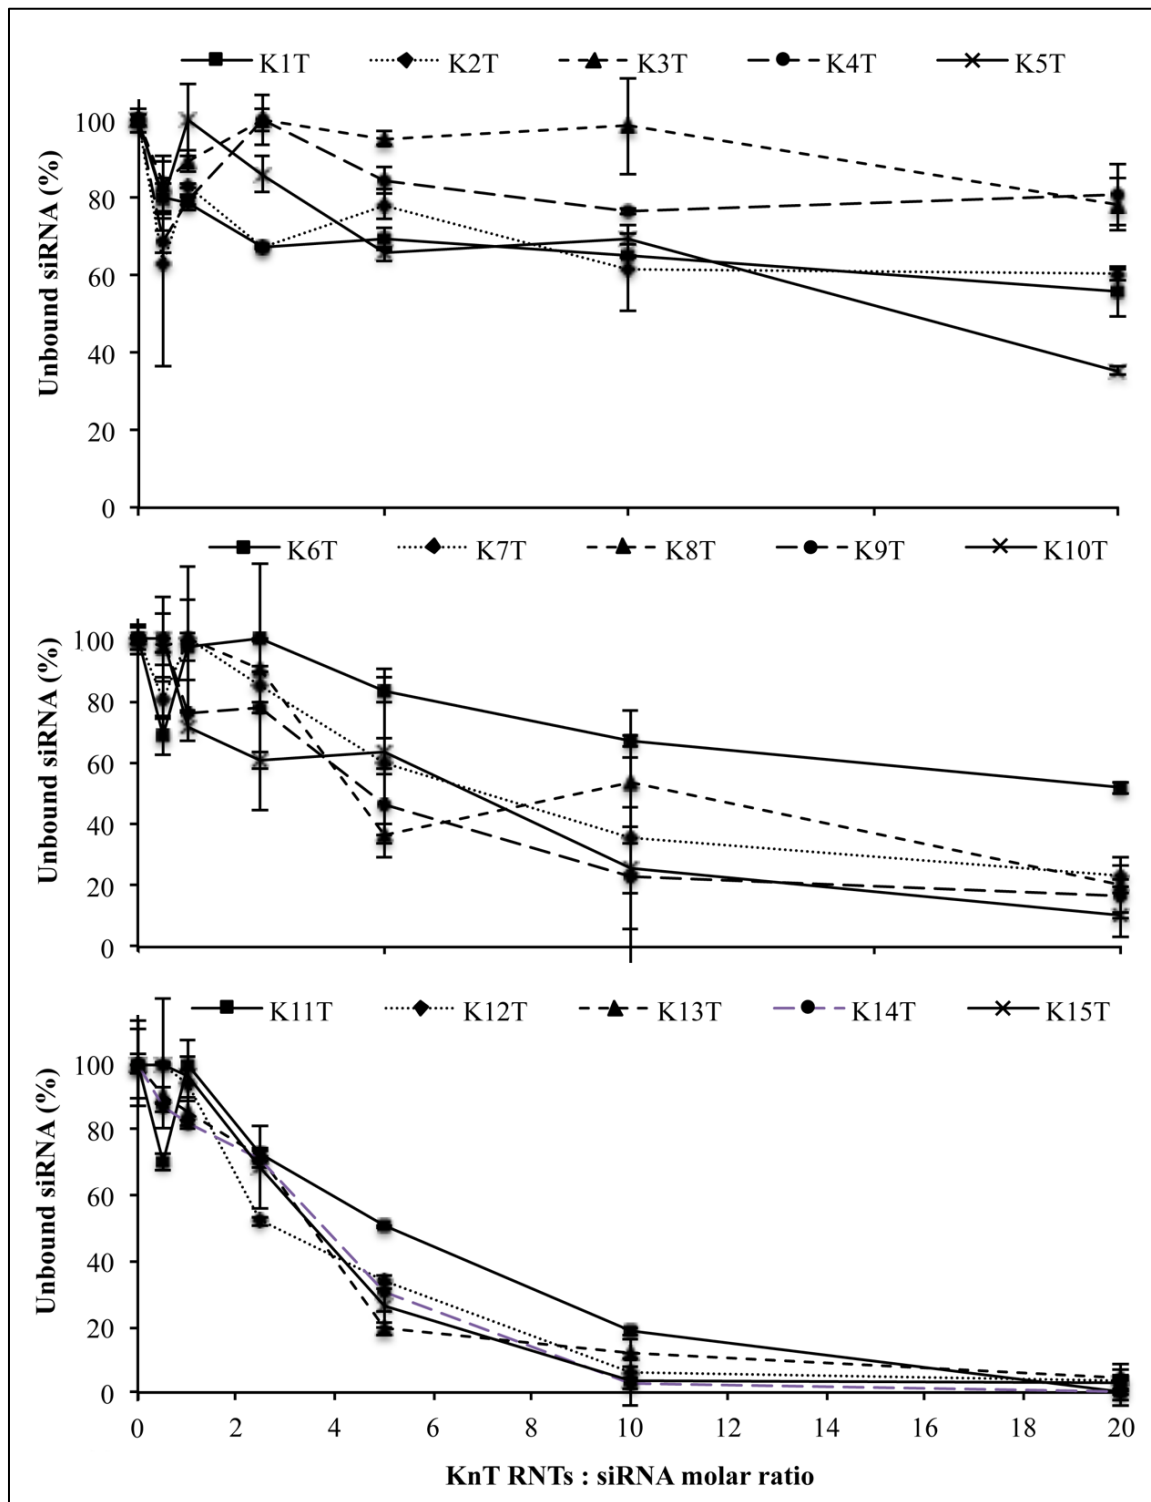 K1T K2T K3T K4T K5T
Unbound siRNA (%)
100
80
60
40
20
0
K6T K7T K8T K9T K10T
Unbound siRNA (%)
100
80
60
40
20
0
K11T K12T K13T K14T K15T
Unbound siRNA (%)
100
80
60
40
20
0
0 2 4 6 8 10 12 14 16 18 20
KnT RNTs : siRNA molar ratio